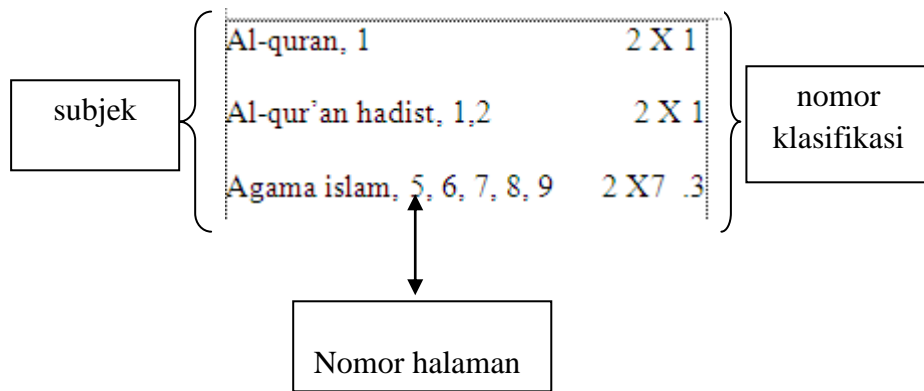 Al-quran, 1 2 X 1
subjek
Al-qur'an hadist, 1,2 2 X 1
nomor
klasifikasi
Agama islam, 5, 6, 7, 8, 9 2 X7 .3
Nomor halaman